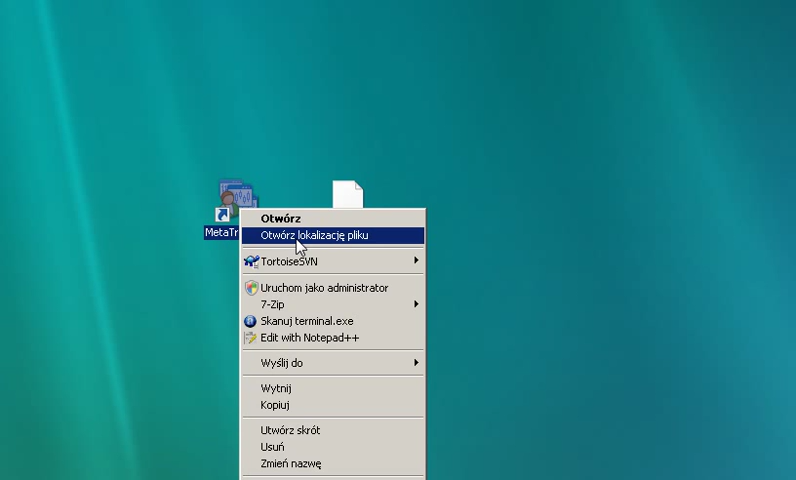 MetaTr
Otwórz
Otwórz lokalizację pliku
TortoiseSVN
Uruchom jako administrator
7-Zip
Skanuj terminal.exe
Edit with Notepad++
Wyślij do
Wytnij
Kopiuj
Utwórz skrót
Usuń
Zmień nazwę